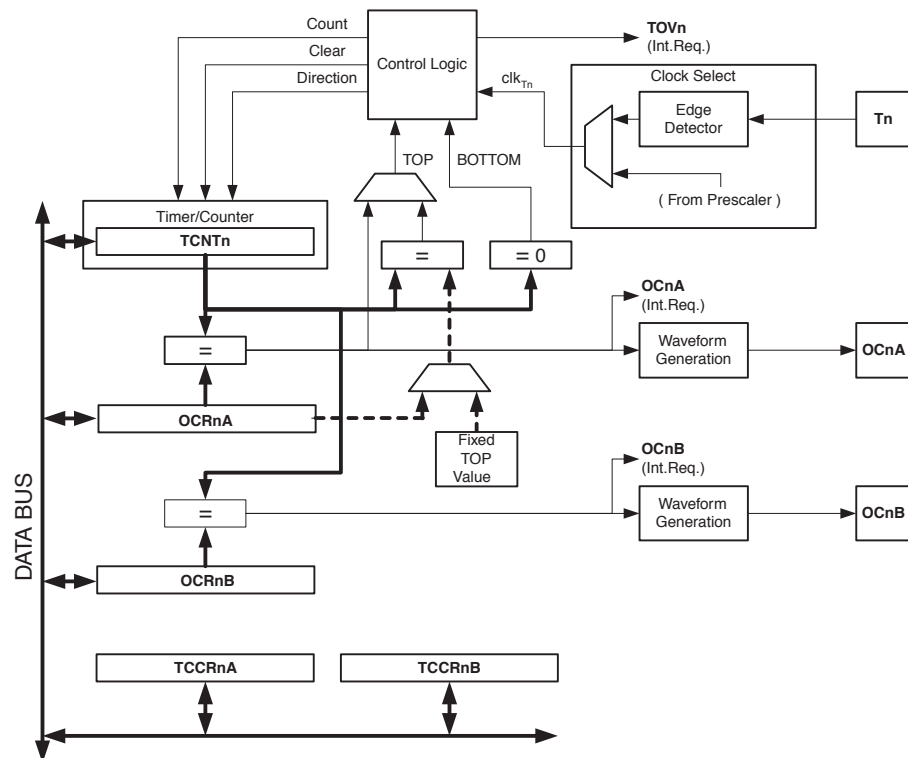 Count
Clear
Direction
Control Logic
TOVn
(Int.Req.)
clkTn
Clock Select
Edge
Detector
Tn
( From Prescaler )
TOP
BOTTOM
Timer/Counter
TCNTn
=
= 0
OCnA
(Int.Req.)
=
Waveform
Generation
OCnA
OCRnA
Fixed
TOP
Value
OCnB
(Int.Req.)
=
Waveform
Generation
OCnB
OCRnB
DATA BUS
TCCRnA
TCCRnB